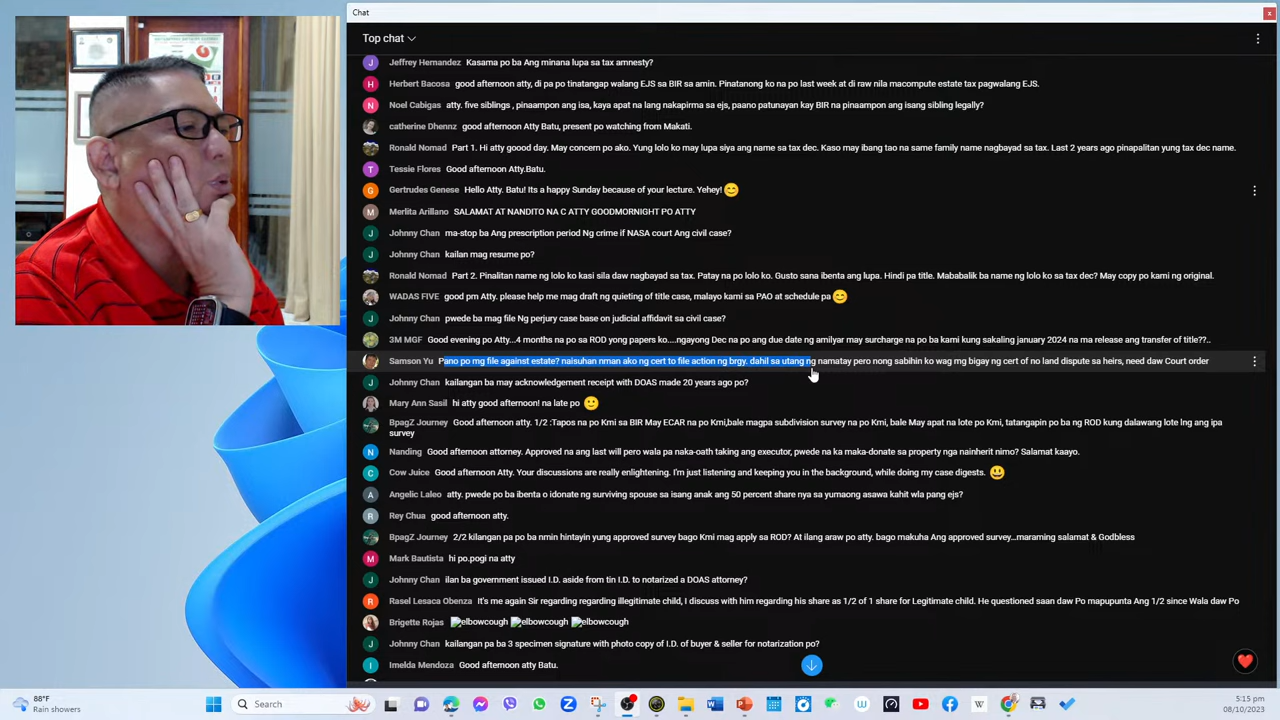 Chat
Top chat
Jeffrey Hernandez Kasama po ba Ang minana lupa sa tax amnesty?
Herbert Bacosa good afternoon atty, di pa po tinatangap walang EJS sa BIR sa amin. Pinatanong ko na po last week at di raw nila macompute estate tax pagwalang EJS.
Noel Cabigas atty. five siblings , pinaampon ang isa, kaya apat na lang nakapirma sa ejs, paano patunayan kay BIR na pinaampon ang isang sibling legally?
catherine Dhennz good afternoon Atty Batu, present po watching from Makati.
Ronald Nomad Part 1. Hi atty goood day. May concern po ako. Yung lolo ko may lupa siya ang name sa tax dec. Kaso may ibang tao na same family name nagbayad sa tax. Last 2 years ago pinapalitan yung tax dec name.
Tessie Flores Good afternoon Atty.Batu.
Gertrudes Genese Hello Atty. Batu! Its a happy Sunday because of your lecture. Yehey!😊
Merlita Arillano SALAMAT AT NANDITO NA C ATTY GOODMORNIGHT PO ATTY
Johnny Chan ma-stop ba Ang prescription period Ng crime if NASA court Ang civil case?
Johnny Chan kailan mag resume po?
Ronald Nomad Part 2. Pinalitan name ng lolo ko kasi sila daw nagbayad sa tax. Patay na po lolo ko. Gusto sana ibenta ang lupa. Hindi pa title. Mababalik ba name ng lolo ko sa tax dec? May copy po kami ng original.
WADAS FIVE good pm Atty. please help me mag draft ng quieting of title case, malayo kami sa PAO at schedule pa😊
Johnny Chan pwede ba mag file Ng perjury case base on judicial affidavit sa civil case?
3M MGF Good evening po Atty...4 months na po sa ROD yong papers ko....ngayong Dec na po ang due date ng amilyar may surcharge na po ba kami kung sakaling january 2024 na ma mrelease po yung transfer of title??..
Samson Yu Pano po mg file against estate? naisuhan nman ako ng cert to file action ng brgy. dahil sa utang ng namatay pero nong sabihin ko wag mg bigay ng cert of no land dispute sa heirs, need daw Court order
Johnny Chan kailangan ba may acknowledgement receipt with DOAS made 20 years ago po?
Mary Ann Sasil hi atty good afternoon! na late po 🙂
BpagZ Journey Good afternoon atty. 1/2 :Tapos na po Kmi sa BIR May ECAR na po Kmi,bale magpa subdivision survey na po Kmi, bale May apat na lote po Kmi, tatangapin po ba ng ROD kung dalawang lote lng ang ipa
survey
Nanding Good afternoon attorney. Approved na ang last will pero wala pa naka-oath taking ang executor, pwede na ka maka-donate sa property nga nainherit nimo? Salamat kaayo.
Cow Juice Good afternoon Atty. Your discussions are really enlightening. I'm just listening and keeping you in the background, while doing my case digests. 😃
Angelic Laleo atty. pwede po ba ibenta o idonate ng surviving spouse sa isang anak ang 50 percent share nya sa yumaong asawa kahit wla pang ejs?
Rey Chua good afternoon atty.
BpagZ Journey 2/2 kilangan pa po ba nmin hintayin yung approved survey bago Kmi mag apply sa ROD? At ilang araw po atty. bago makuha Ang approved survey...maraming salamat & Godbless
Mark Bautista hi po.pogi na atty
Johnny Chan ilan ba government issued I.D. aside from tin I.D. to notarized a DOAS attorney?
Rasel Lesaca Obenza It's me again Sir regarding regarding illegitimate child, I discuss with him regarding his share as 1/2 of 1 share for Legitimate child. He questioned saan daw Po mapupunta Ang 1/2 since Wala daw Po
Brigette Rojas elbowcough elbowcough elbowcough
Johnny Chan kailangan pa ba 3 specimen signature with photo copy of I.D. of buyer & seller for notarization po?
Imelda Mendoza Good afternoon atty Batu.
88°F
Rain showers
Search
5:15 pm
08/10/2023